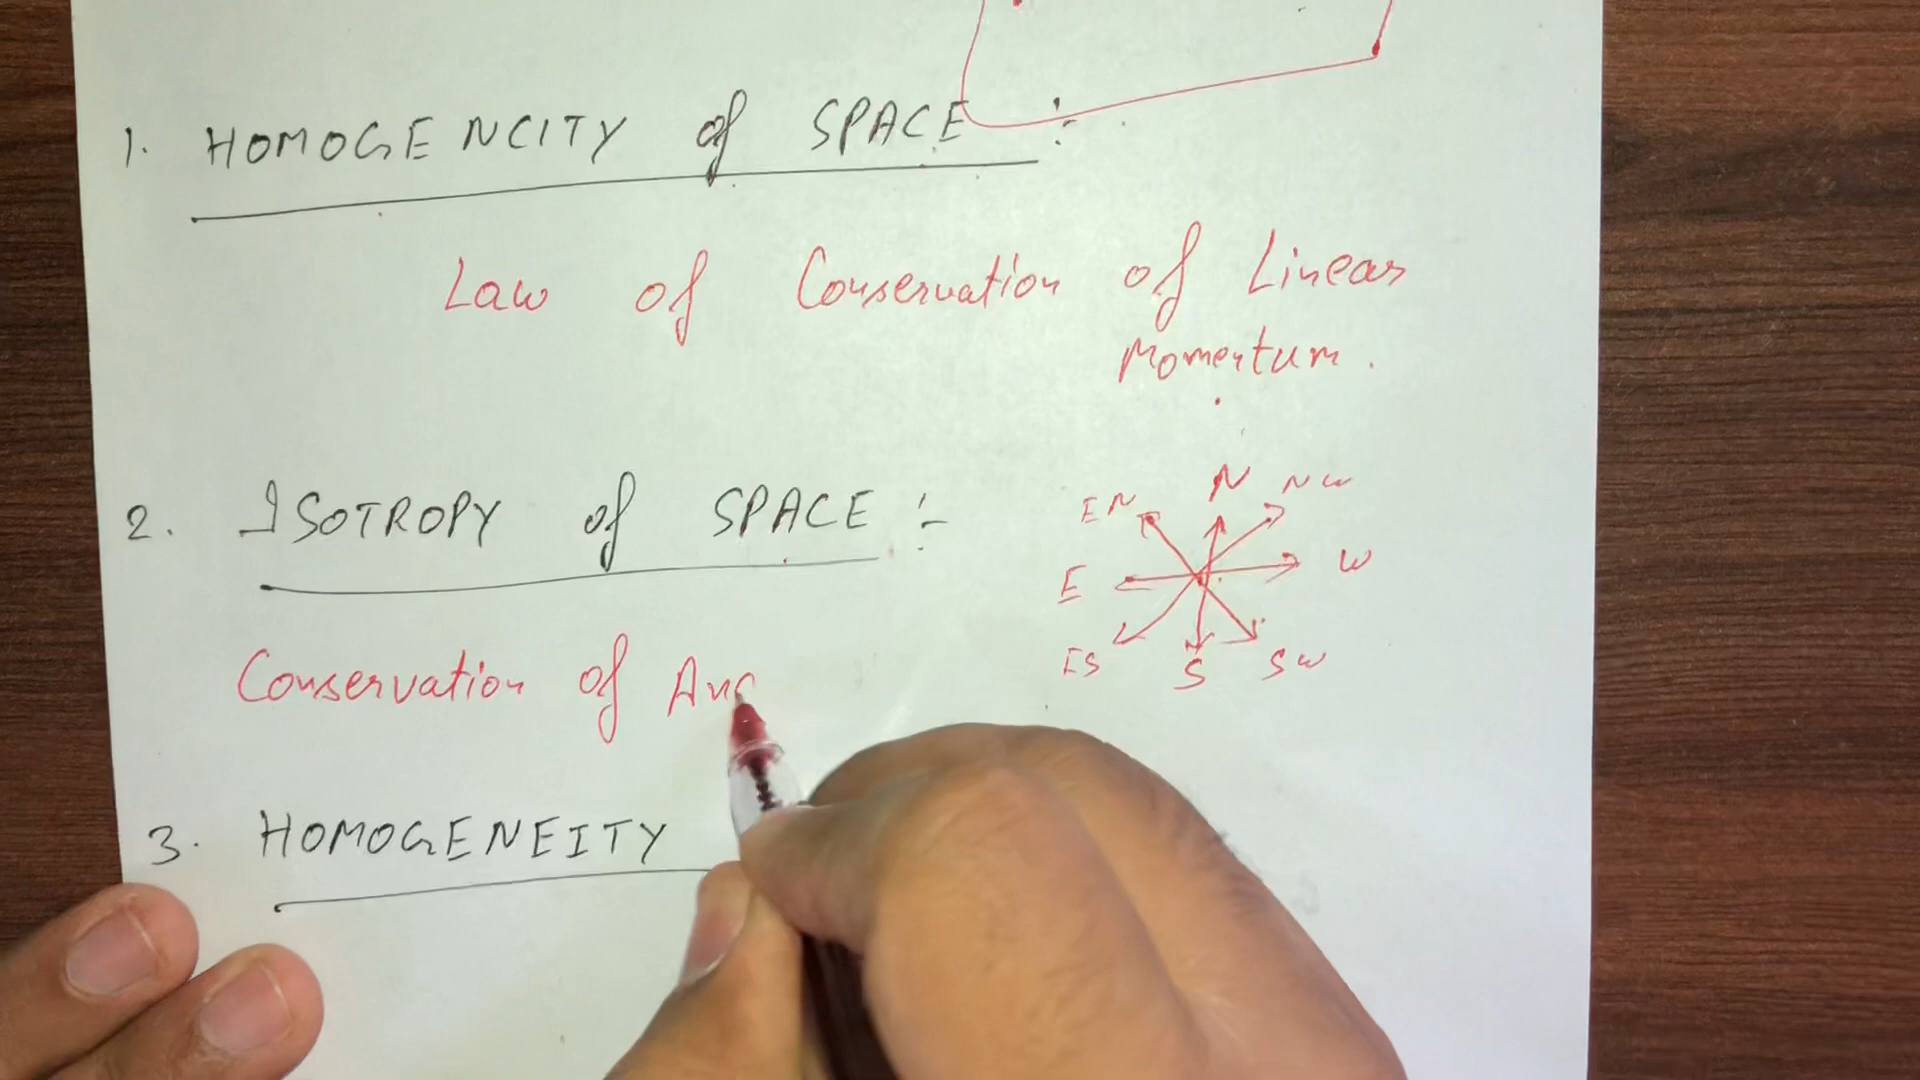 1. HOMOGENCITY of SPACE :-
Law of Conservation of Linear
Momentum.
2. ISOTROPY of SPACE :-
EN N NW
E W
ES S SW
Conservation of Ang
3. HOMOGENEITY